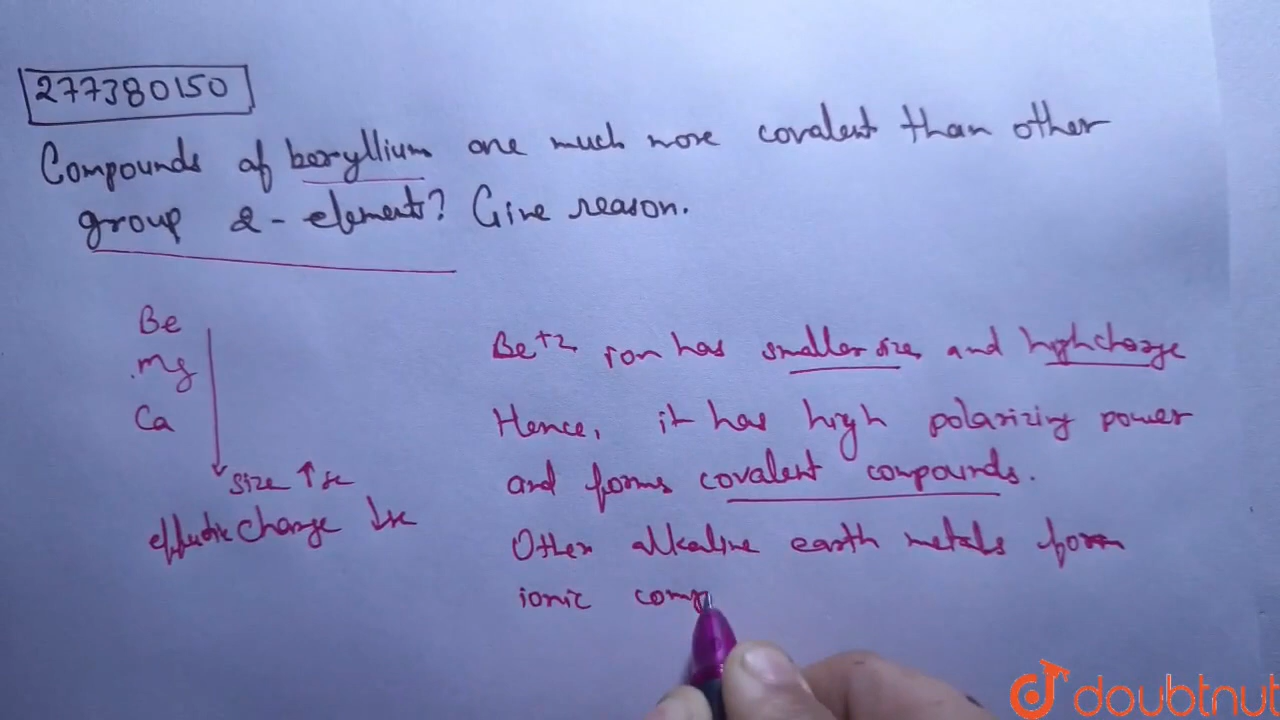 277380150
Compounds of beryllium are much more covalent than other
group 2 - elements? Give reason.
Be
Mg
Ca
size ↑se
effective charge ↓se
Be+2 ion has smaller size and high charge
Hence, it has high polarizing power
and forms covalent compounds.
Other alkaline earth metals form
ionic comp
doubtnut